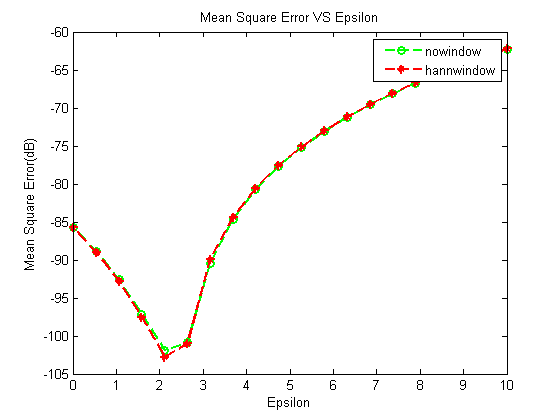 Mean Square Error VS Epsilon
-60
-65
-70
-75
-80
-85
-90
-95
-100
-105
Mean Square Error(dB)
nowindow
hannwindow
0 1 2 3 4 5 6 7 8 9 10
Epsilon